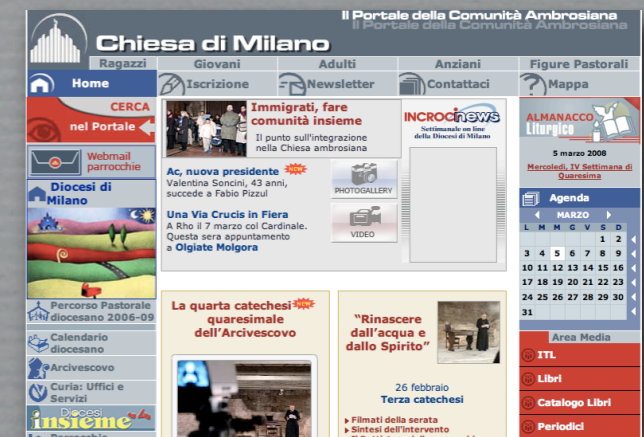 Il Portale della Comunità Ambrosiana
Chiesa di Milano
Ragazzi Giovani Adulti Anziani Figure Pastorali
Home Iscrizione Newsletter Contattaci Mappa
CERCA
nel Portale
Webmail
parrocchie
Diocesi di
Milano
Percorso Pastorale
diocesano 2006-09
Calendario
diocesano
Arcivescovo
Curia: Uffici e
Servizi
Diocesi
insieme
Immigrati, fare
comunità insieme
Il punto sull'integrazione
nella Chiesa ambrosiana
Ac, nuova presidente NEW
Valentina Soncini, 43 anni,
succede a Fabio Pizzul
Una Via Crucis in Fiera
A Rho il 7 marzo col Cardinale.
Questa sera appuntamento
a Olgiate Molgora
PHOTOGALLERY
VIDEO
INCROCINEWS
Settimanale on line
della Diocesi di Milano
La quarta catechesi NEW
quaresimale
dell'Arcivescovo
"Rinascere
dall'acqua e
dallo Spirito"
26 febbraio
Terza catechesi
Filmati della serata
Sintesi dell'intervento
ALMANACCO
Liturgico
5 marzo 2008
Mercoledì, IV Settimana di
Quaresima
Agenda
MARZO
L M M G V S D
1 2
3 4 5 6 7 8 9
10 11 12 13 14 15 16
17 18 19 20 21 22 23
24 25 26 27 28 29 30
31
Area Media
ITL
Libri
Catalogo Libri
Periodici